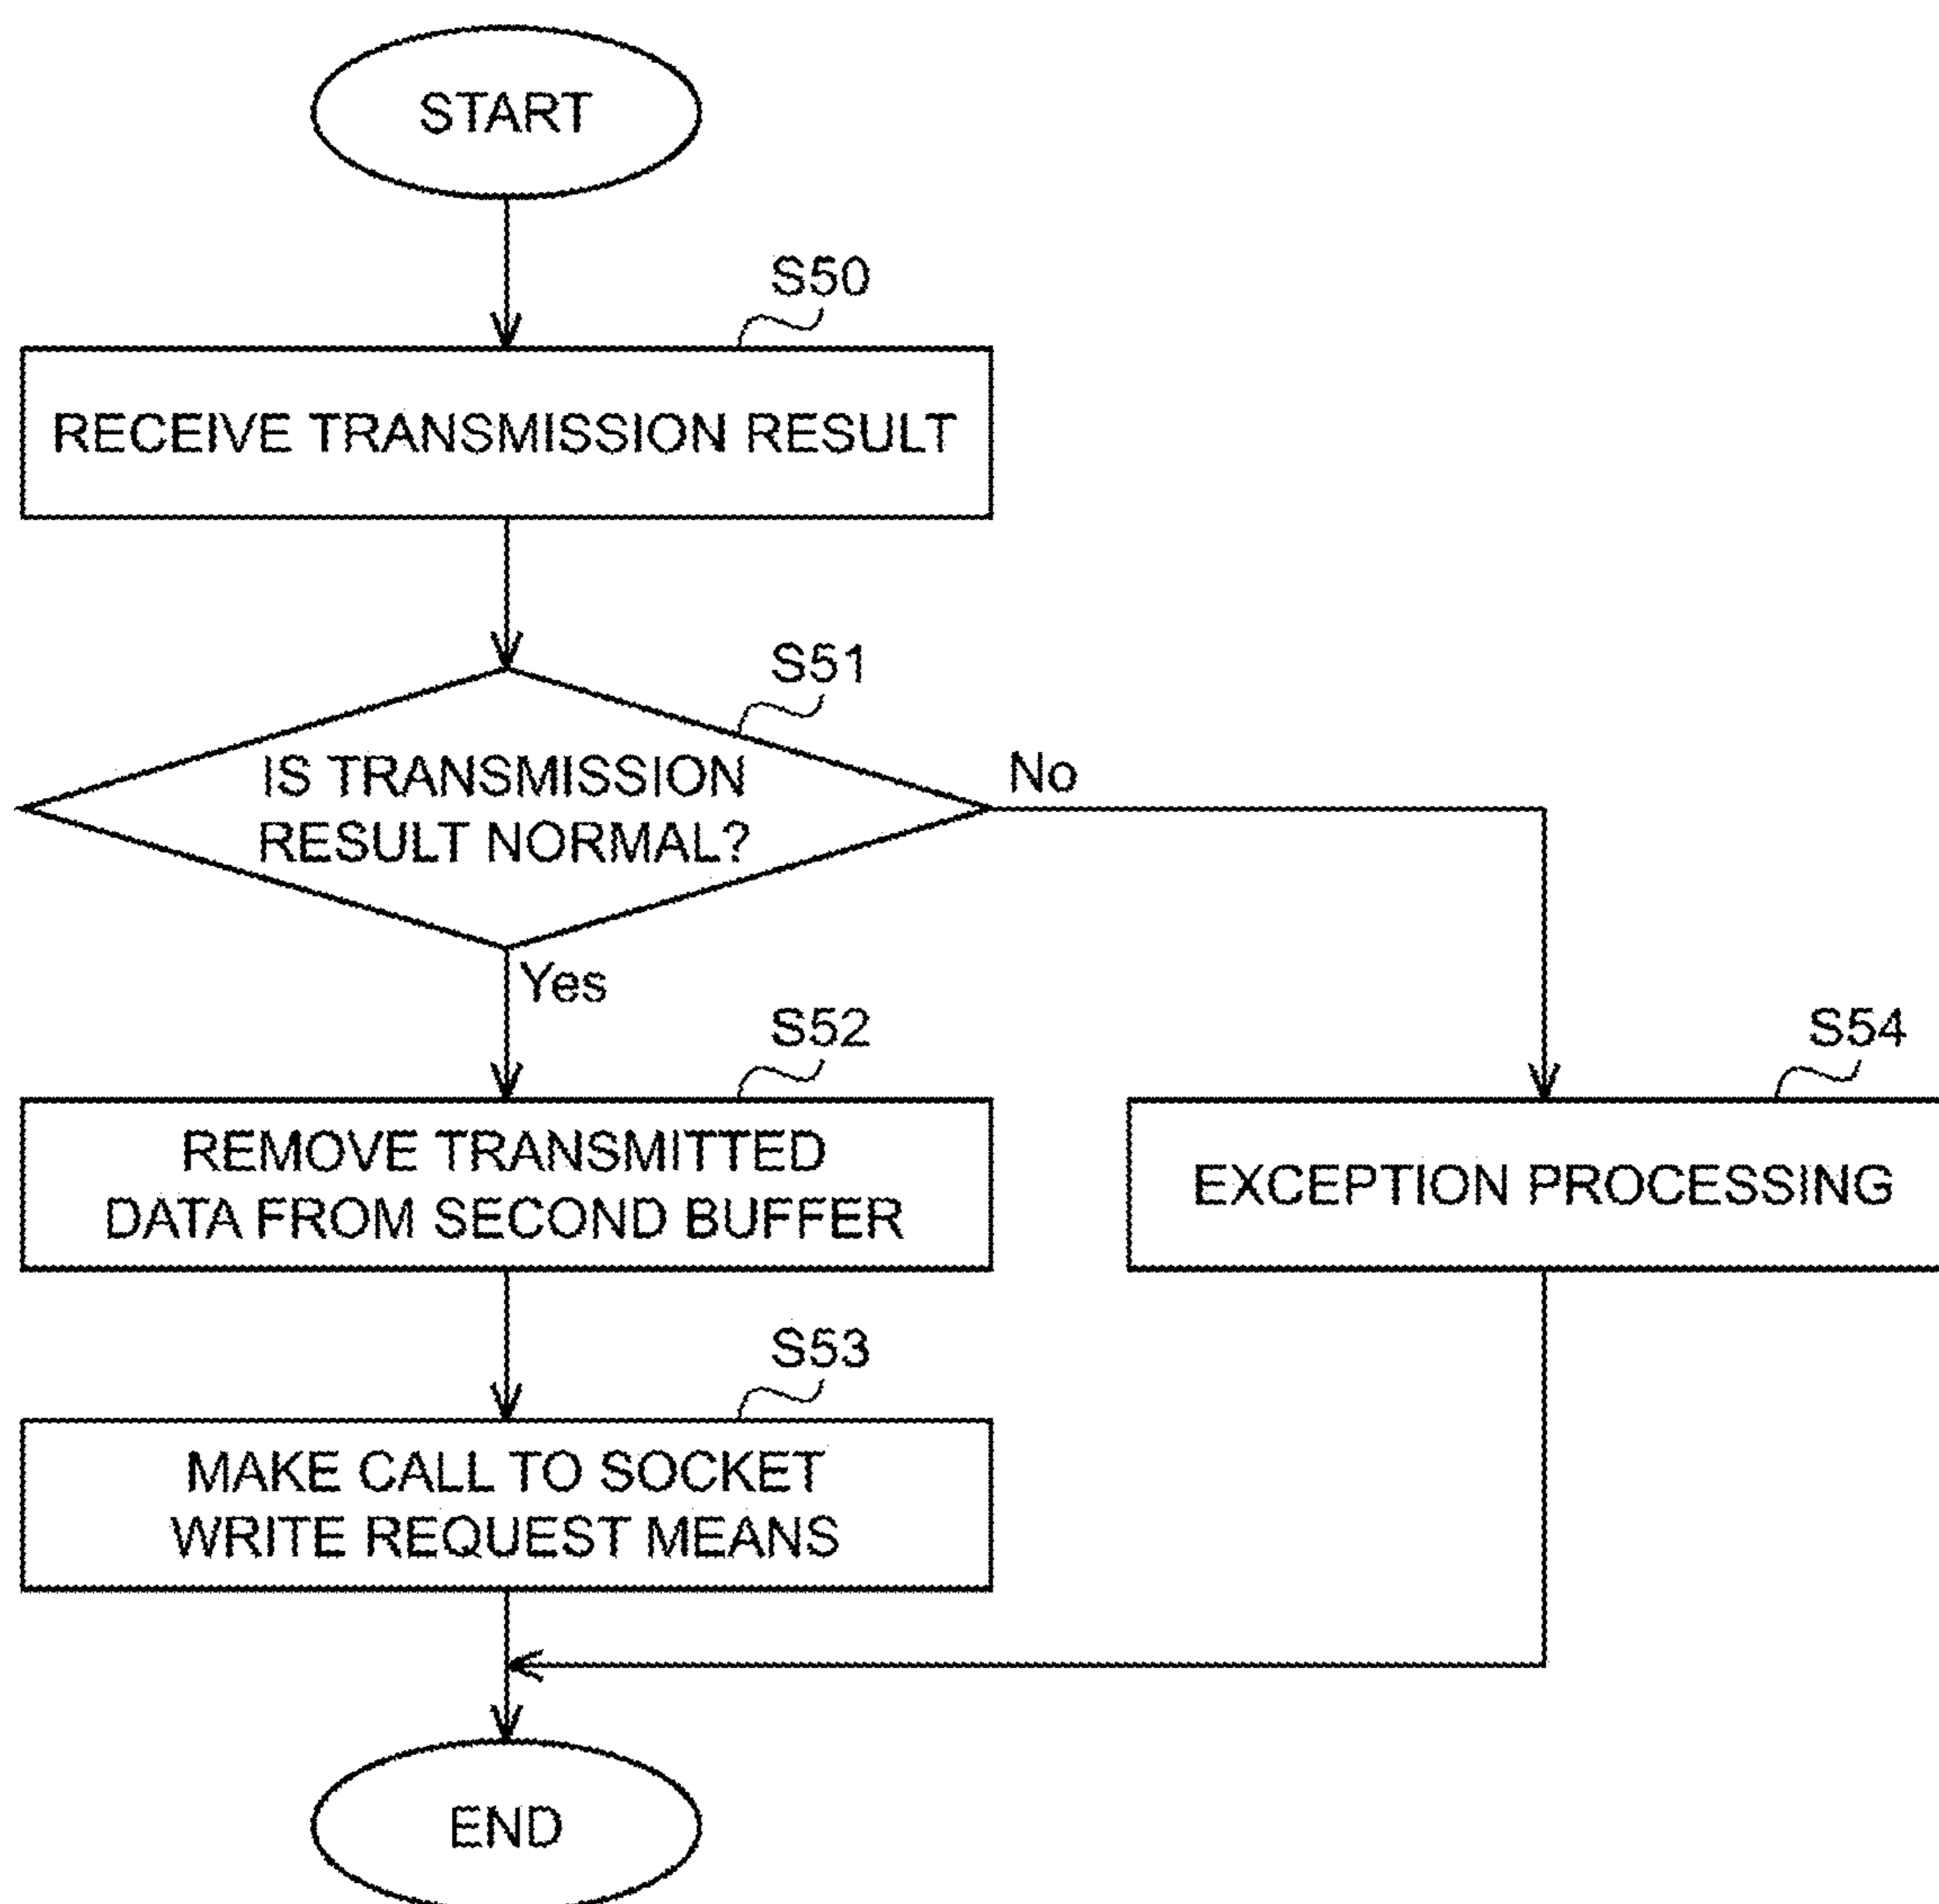 START
S50
RECEIVE TRANSMISSION RESULT
S51
IS TRANSMISSION
RESULT NORMAL?
No
Yes
S52
REMOVE TRANSMITTED
DATA FROM SECOND BUFFER
S54
EXCEPTION PROCESSING
S53
MAKE CALL TO SOCKET
WRITE REQUEST MEANS
END